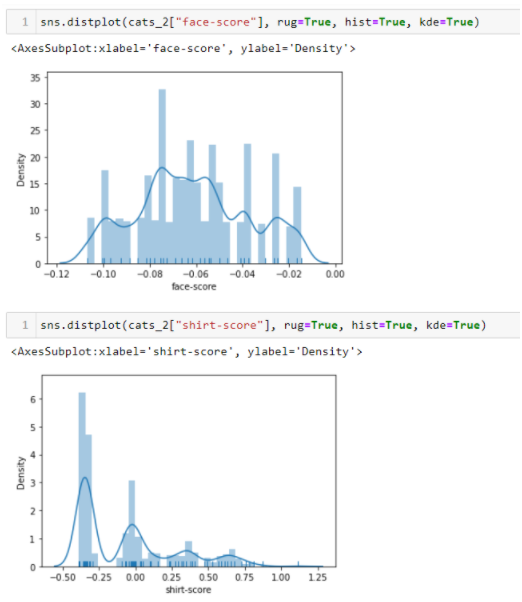 1 sns.distplot(cats_2["face-score"], rug=True, hist=True, kde=True)
<AxesSubplot:xlabel='face-score', ylabel='Density'>
35
30
25
20
15
10
5
0
Density
−0.12 −0.10 −0.08 −0.06 −0.04 −0.02 0.00
face-score
1 sns.distplot(cats_2["shirt-score"], rug=True, hist=True, kde=True)
<AxesSubplot:xlabel='shirt-score', ylabel='Density'>
6
5
4
3
2
1
0
Density
−0.50 −0.25 0.00 0.25 0.50 0.75 1.00 1.25
shirt-score